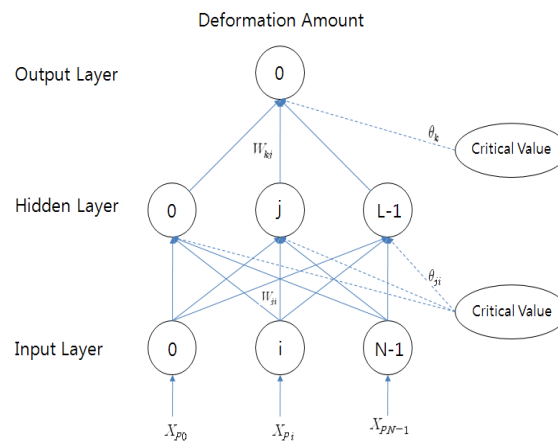 Deformation Amount
Output Layer
0
θk
Critical Value
Wkj
Hidden Layer
0
j
L-1
θji
Wji
Critical Value
Input Layer
0
i
N-1
XP0
XPi
XPN-1